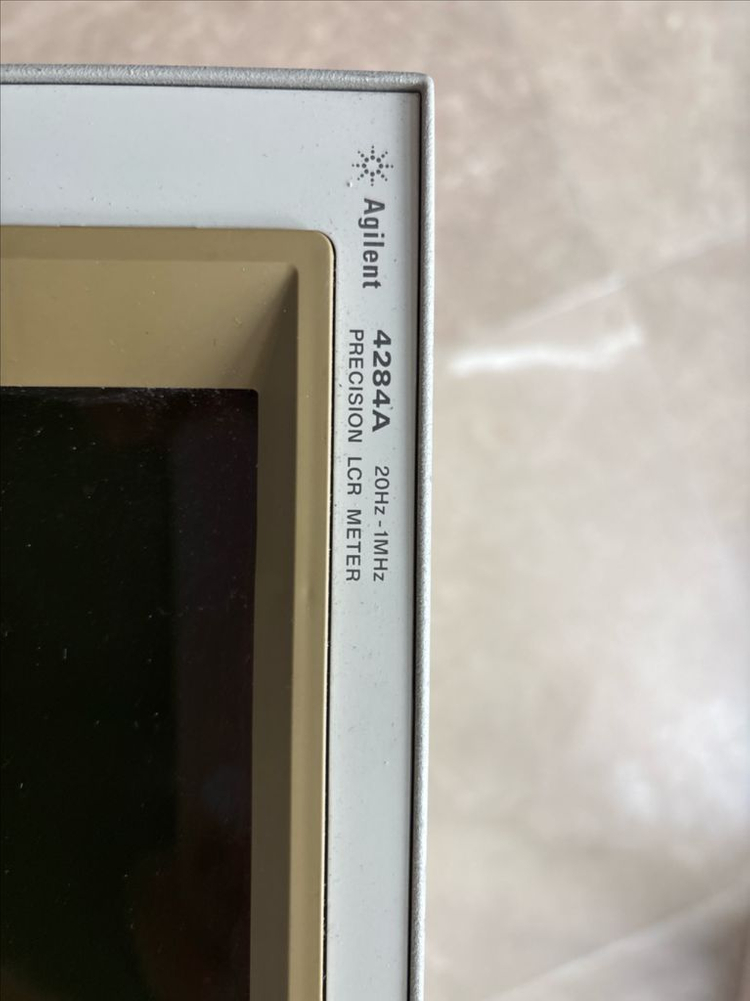 Agilent
4284A 20Hz-1MHz
PRECISION LCR METER